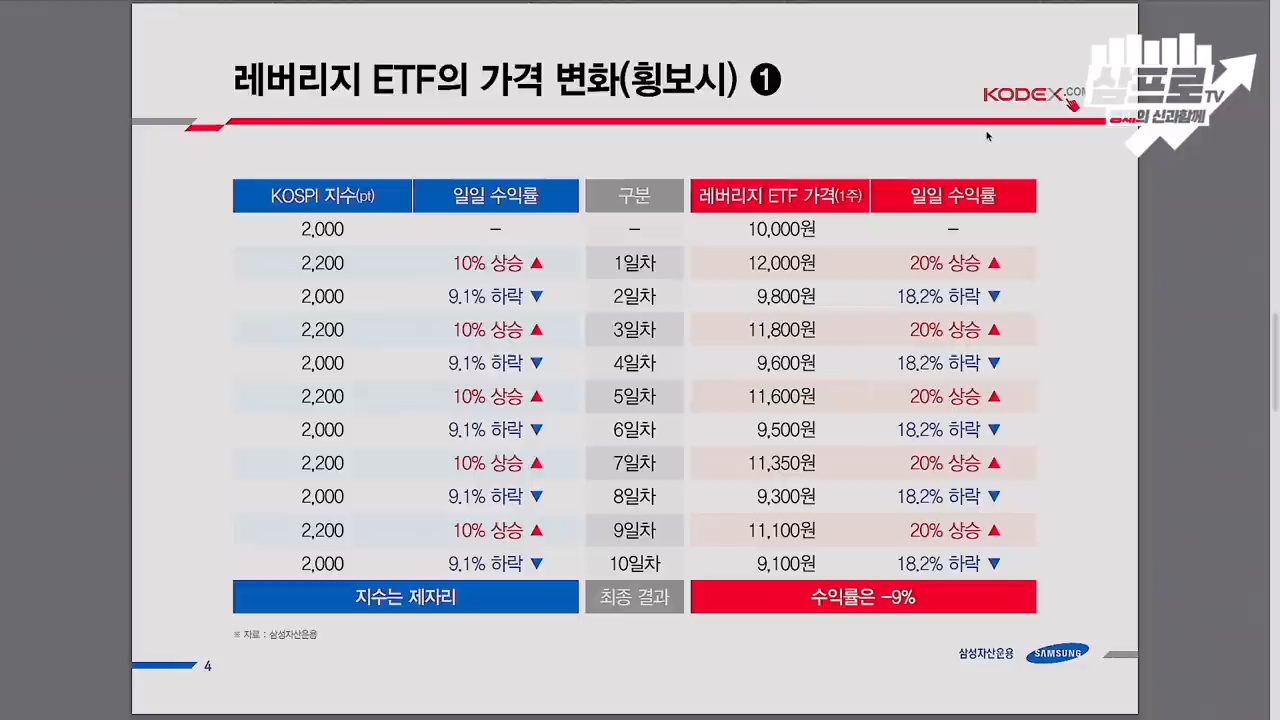 레버리지 ETF의 가격 변화(횡보시) ❶
KODEX.COM
삼프로TV
경제의 신과함께
KOSPI 지수(pt) 일일 수익률 구분 레버리지 ETF 가격(1주) 일일 수익률
2,000 – – 10,000원 –
2,200 10% 상승 ▲ 1일차 12,000원 20% 상승 ▲
2,000 9.1% 하락 ▼ 2일차 9,800원 18.2% 하락 ▼
2,200 10% 상승 ▲ 3일차 11,800원 20% 상승 ▲
2,000 9.1% 하락 ▼ 4일차 9,600원 18.2% 하락 ▼
2,200 10% 상승 ▲ 5일차 11,600원 20% 상승 ▲
2,000 9.1% 하락 ▼ 6일차 9,500원 18.2% 하락 ▼
2,200 10% 상승 ▲ 7일차 11,350원 20% 상승 ▲
2,000 9.1% 하락 ▼ 8일차 9,300원 18.2% 하락 ▼
2,200 10% 상승 ▲ 9일차 11,100원 20% 상승 ▲
2,000 9.1% 하락 ▼ 10일차 9,100원 18.2% 하락 ▼
지수는 제자리 최종 결과 수익률은 -9%
※ 자료 : 삼성자산운용
4
삼성자산운용 SAMSUNG